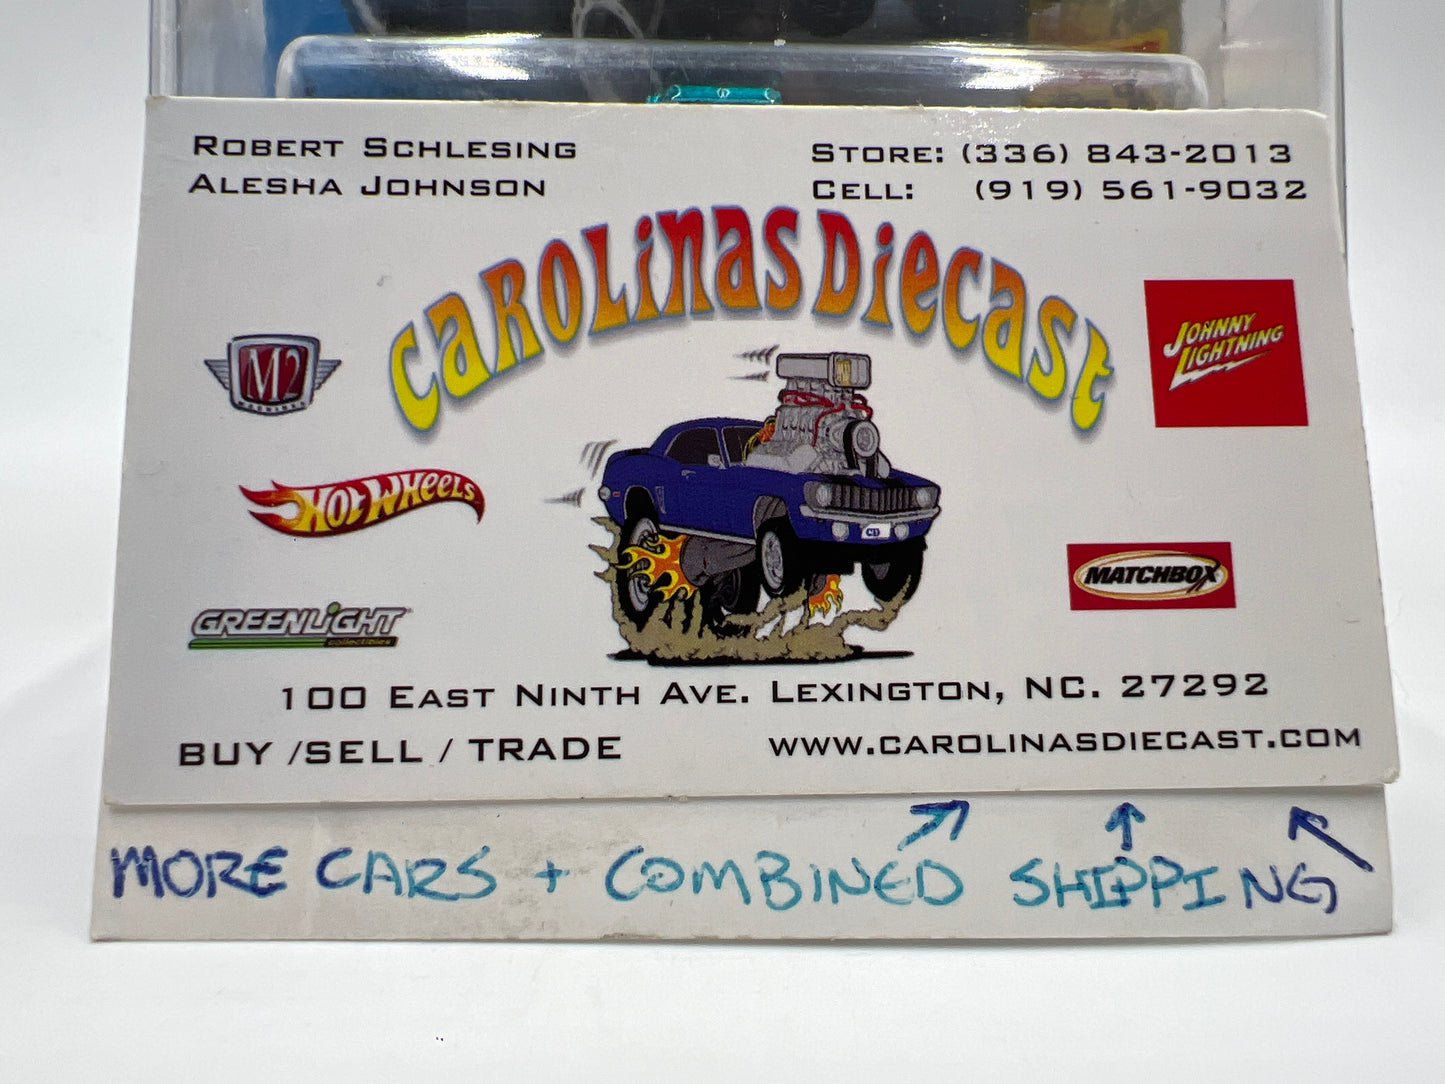 ROBERT SCHLESING
ALESHA JOHNSON
STORE: (336) 843-2013
CELL: (919) 561-9032
CAROLINAS DIECAST
M2
MACHINES
JOHNNY
LIGHTNING
HOT WHEELS
MATCHBOX
GREENLIGHT
collectibles
100 EAST NINTH AVE. LEXINGTON, NC. 27292
BUY /SELL / TRADE
WWW.CAROLINASDIECAST.COM
MORE CARS + COMBINED SHIPPING